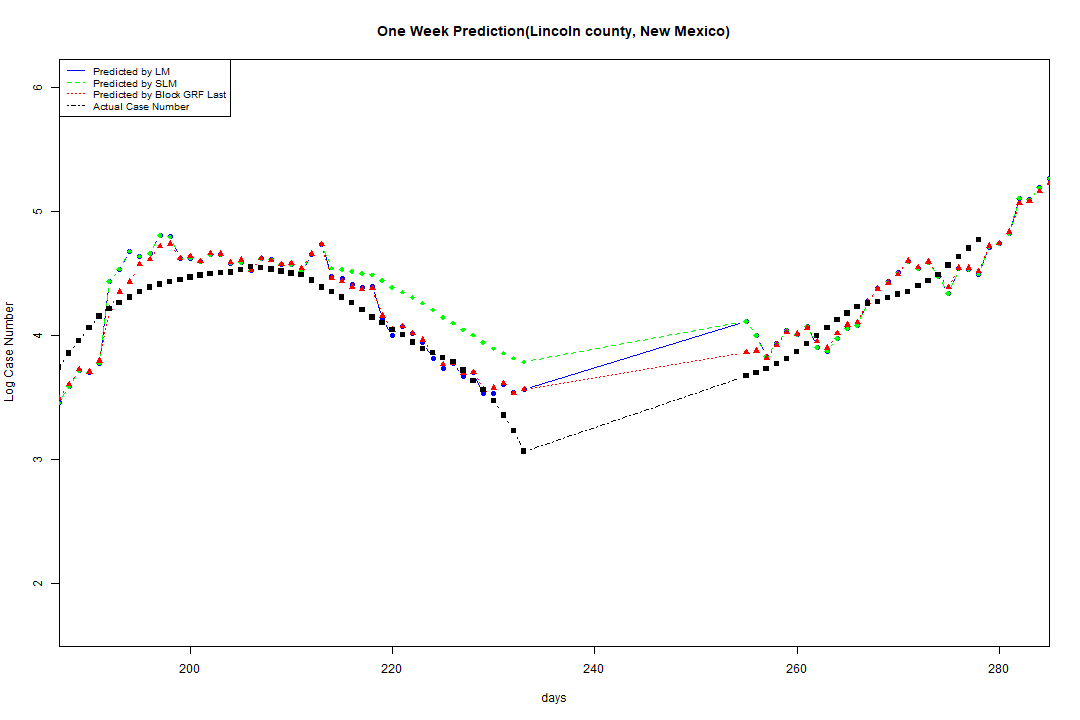 One Week Prediction(Lincoln county, New Mexico)
Predicted by LM
Predicted by SLM
Predicted by Block GRF Last
Actual Case Number
Log Case Number
6
5
4
3
2
200
220
240
260
280
days